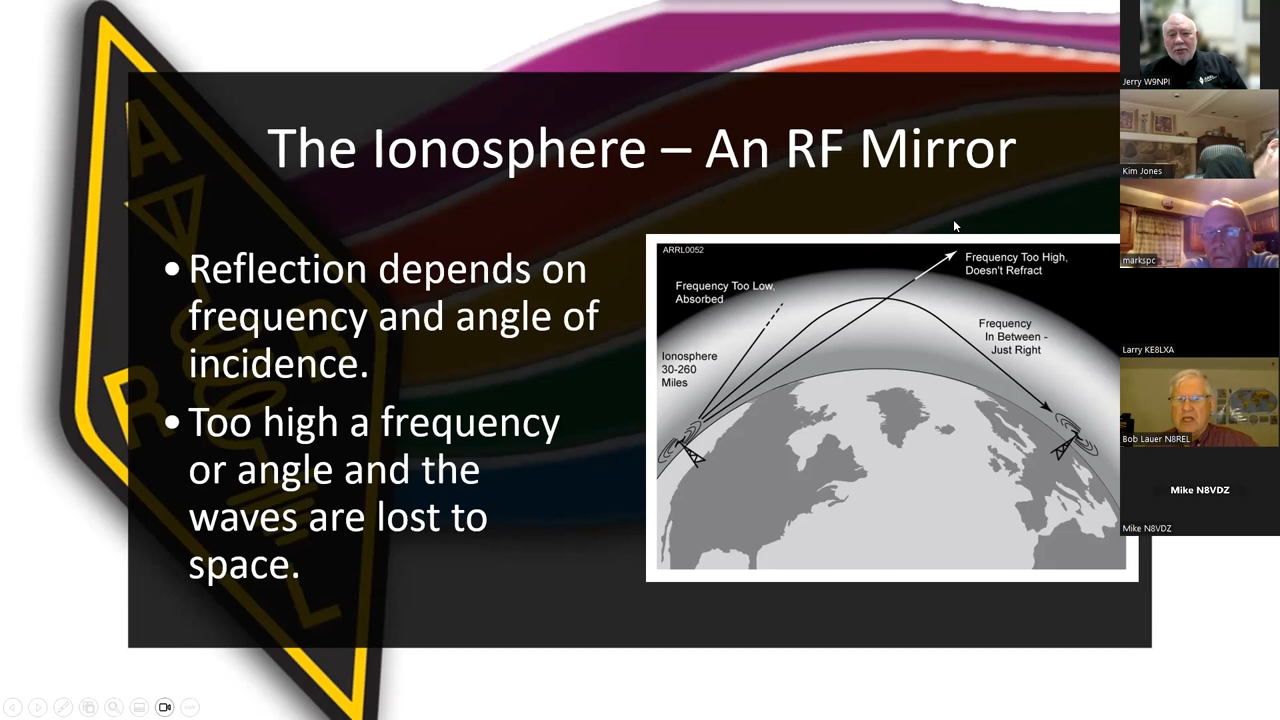 The Ionosphere – An RF Mirror
• Reflection depends on
frequency and angle of
incidence.
• Too high a frequency
or angle and the
waves are lost to
space.
ARRL0052
Frequency Too High,
Doesn't Refract
Frequency Too Low,
Absorbed
Frequency
In Between -
Just Right
Ionosphere
30-260
Miles
A
R R
L
Jerry W9NPI
Kim Jones
markspc
Larry KE8LXA
Bob Lauer N8REL
Mike N8VDZ
Mike N8VDZ